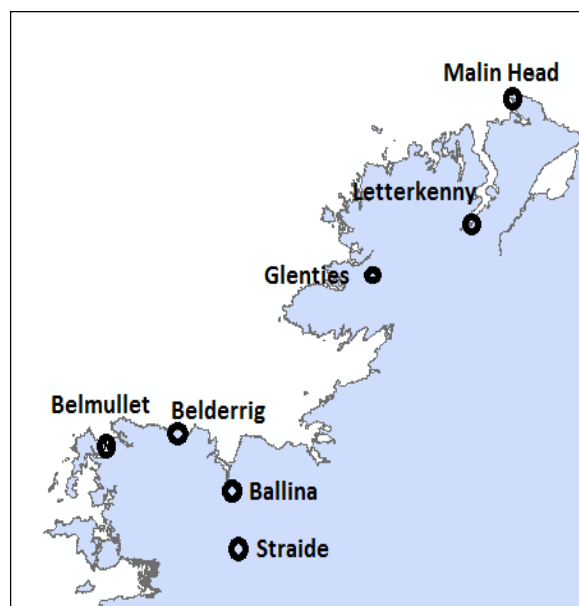 Malin Head
Letterkenny
Glenties
Belmullet
Belderrig
Ballina
Straide